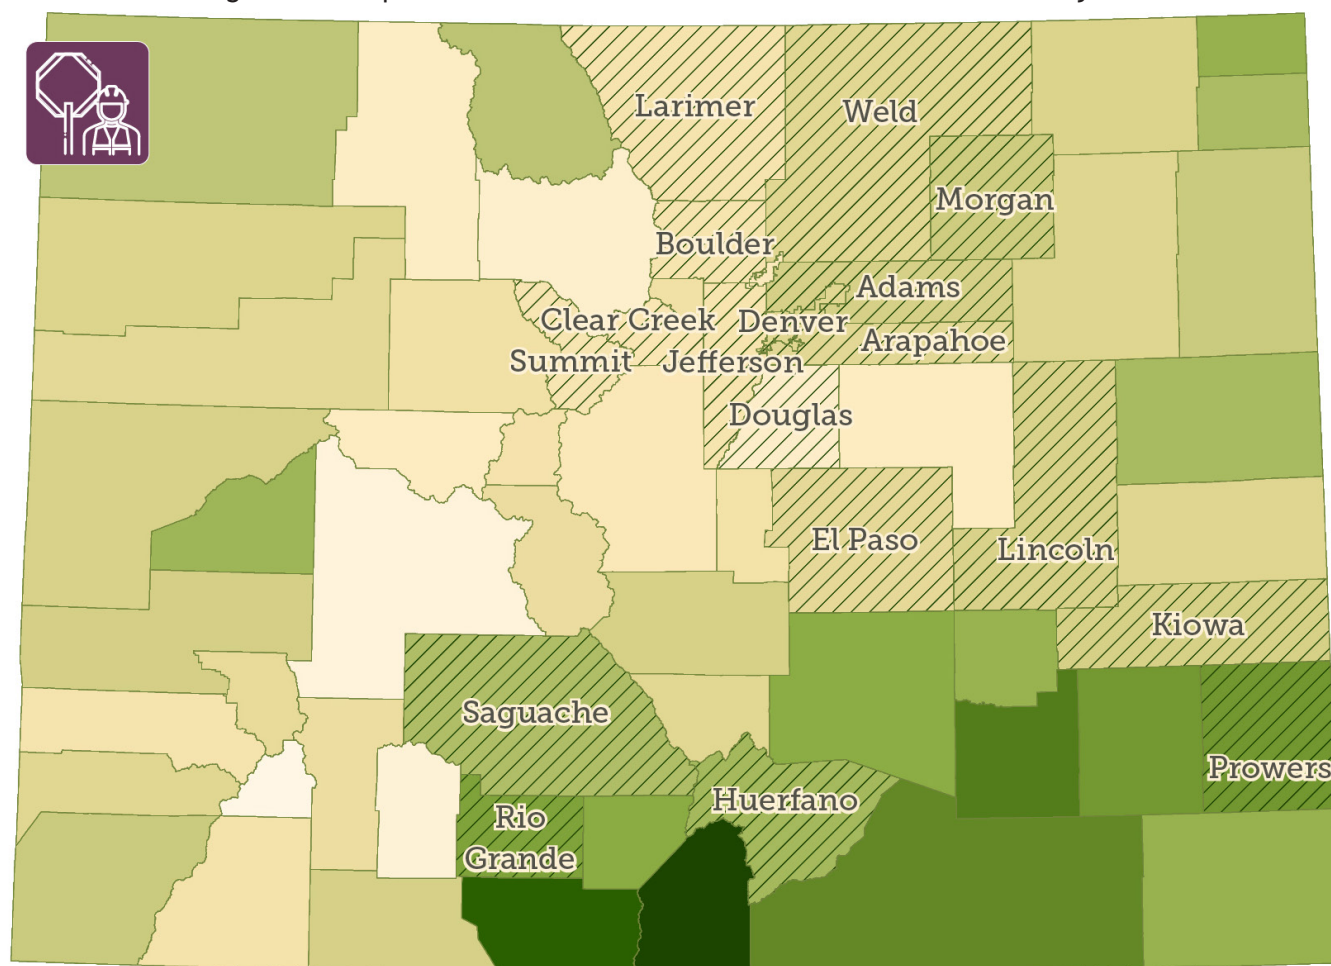 Larimer
Weld
Morgan
Boulder
Adams
Clear Creek
Denver
Arapahoe
Summit
Jefferson
Douglas
El Paso
Lincoln
Kiowa
Saguache
Prowers
Huerfano
Rio
Grande